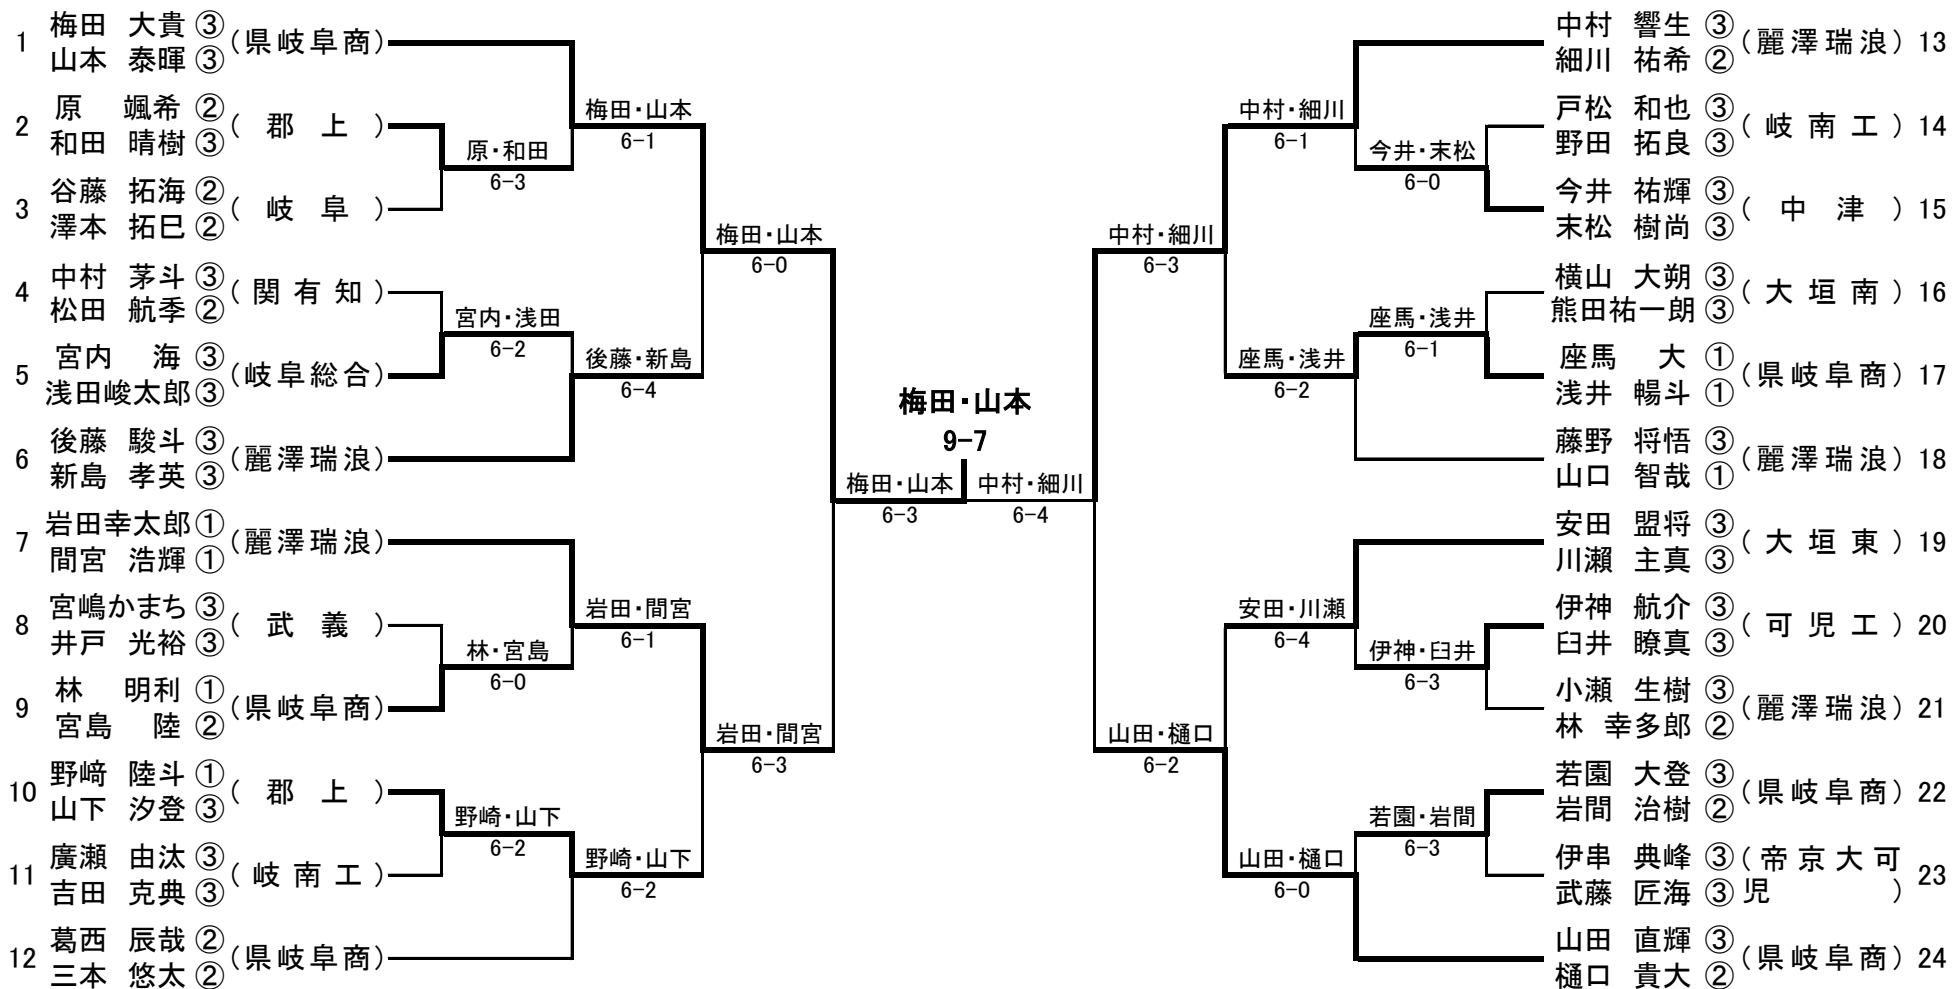 1 梅田 大貴 ③ (県岐阜商)
山本 泰暉 ③
2 原 颯希 ② (郡上)
和田 晴樹 ③
3 谷藤 拓海 ② (岐阜)
澤本 拓巳 ②
4 中村 茅斗 ③ (関有知)
松田 航季 ②
5 宮内 海 ③ (岐阜総合)
浅田峻太郎 ③
6 後藤 駿斗 ③ (麗澤瑞浪)
新島 孝英 ③
7 岩田幸太郎 ① (麗澤瑞浪)
間宮 浩輝 ①
8 宮嶋かまち ③ (武義)
井戸 光裕 ③
9 林 明利 ① (県岐阜商)
宮島 陸 ②
10 野﨑 陸斗 ① (郡上)
山下 汐登 ③
11 廣瀬 由汰 ③ (岐南工)
吉田 克典 ③
12 葛西 辰哉 ② (県岐阜商)
三本 悠太 ②
原・和田
6-3
宮内・浅田
6-2
林・宮島
6-0
野崎・山下
6-2
梅田・山本
6-1
後藤・新島
6-4
岩田・間宮
6-1
野崎・山下
6-2
梅田・山本
6-0
岩田・間宮
6-3
梅田・山本
6-3
梅田・山本
9-7
中村・細川
6-4
中村・細川
6-3
山田・樋口
6-2
中村・細川
6-1
座馬・浅井
6-2
安田・川瀬
6-4
山田・樋口
6-0
今井・末松
6-0
座馬・浅井
6-1
伊神・臼井
6-3
若園・岩間
6-3
中村 響生 ③ (麗澤瑞浪) 13
細川 祐希 ②
戸松 和也 ③ (岐南工) 14
野田 拓良 ③
今井 祐輝 ③ (中津) 15
末松 樹尚 ③
横山 大朔 ③ (大垣南) 16
熊田祐一朗 ③
座馬 大 ① (県岐阜商) 17
浅井 暢斗 ①
藤野 将悟 ③ (麗澤瑞浪) 18
山口 智哉 ①
安田 盟将 ③ (大垣東) 19
川瀬 主真 ③
伊神 航介 ③ (可児工) 20
臼井 瞭真 ③
小瀬 生樹 ③ (麗澤瑞浪) 21
林 幸多郎 ②
若園 大登 ③ (県岐阜商) 22
岩間 治樹 ②
伊串 典峰 ③ (帝京大可児) 23
武藤 匠海 ③
山田 直輝 ③ (県岐阜商) 24
樋口 貴大 ②